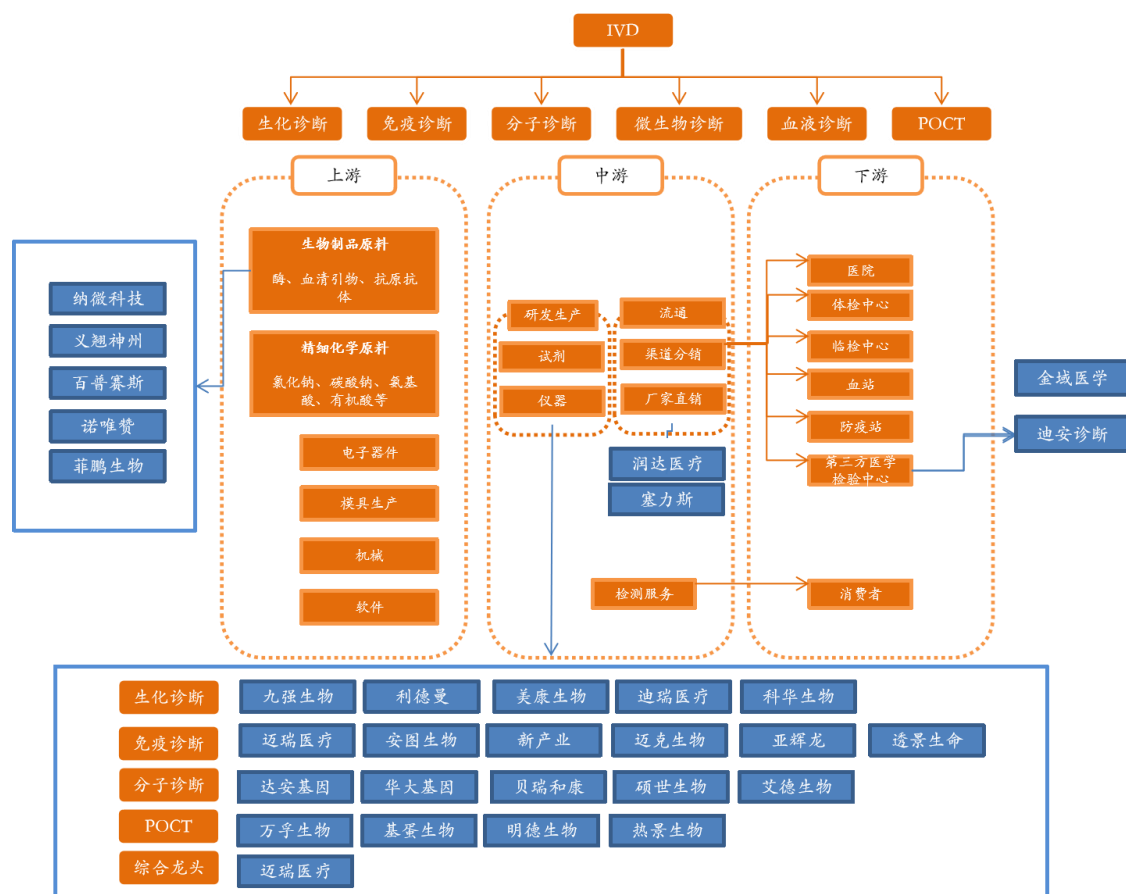 IVD
生化诊断
免疫诊断
分子诊断
微生物诊断
血液诊断
POCT
上游
中游
下游
生物制品原料
酶、血清引物、抗原抗
体
精细化学原料
氯化钠、碳酸钠、氨基
酸、有机酸等
电子器件
模具生产
机械
软件
纳微科技
义翘神州
百普赛斯
诺唯赞
菲鹏生物
研发生产
试剂
仪器
流通
渠道分销
厂家直销
润达医疗
塞力斯
检测服务
医院
体检中心
临检中心
血站
防疫站
第三方医学
检验中心
消费者
金域医学
迪安诊断
生化诊断
九强生物
利德曼
美康生物
迪瑞医疗
科华生物
免疫诊断
迈瑞医疗
安图生物
新产业
迈克生物
亚辉龙
透景生命
分子诊断
达安基因
华大基因
贝瑞和康
硕世生物
艾德生物
POCT
万孚生物
基蛋生物
明德生物
热景生物
综合龙头
迈瑞医疗